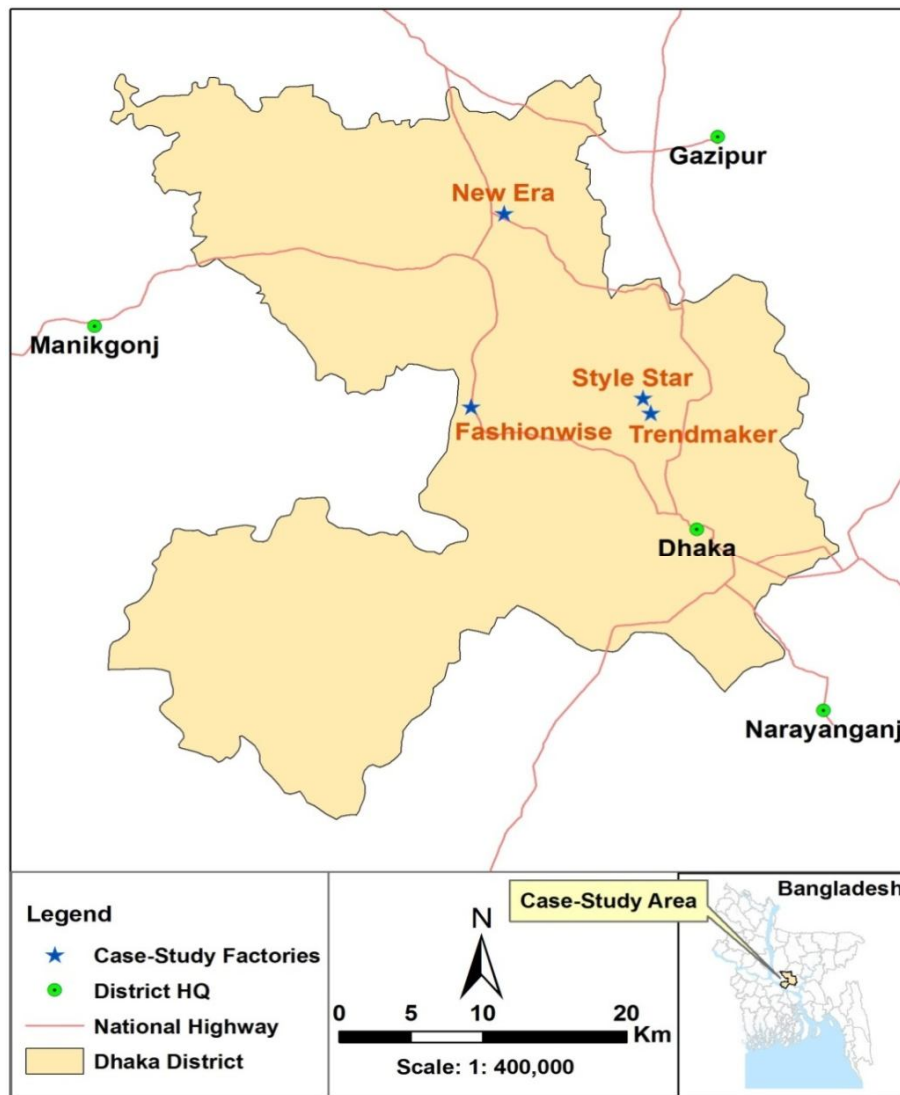 Gazipur
New Era
Manikgonj
Style Star
Fashionwise
Trendmaker
Dhaka
Narayanganj
Legend
Case-Study Factories
District HQ
National Highway
Dhaka District
N
0 5 10 20
Km
Scale: 1: 400,000
Bangladesh
Case-Study Area